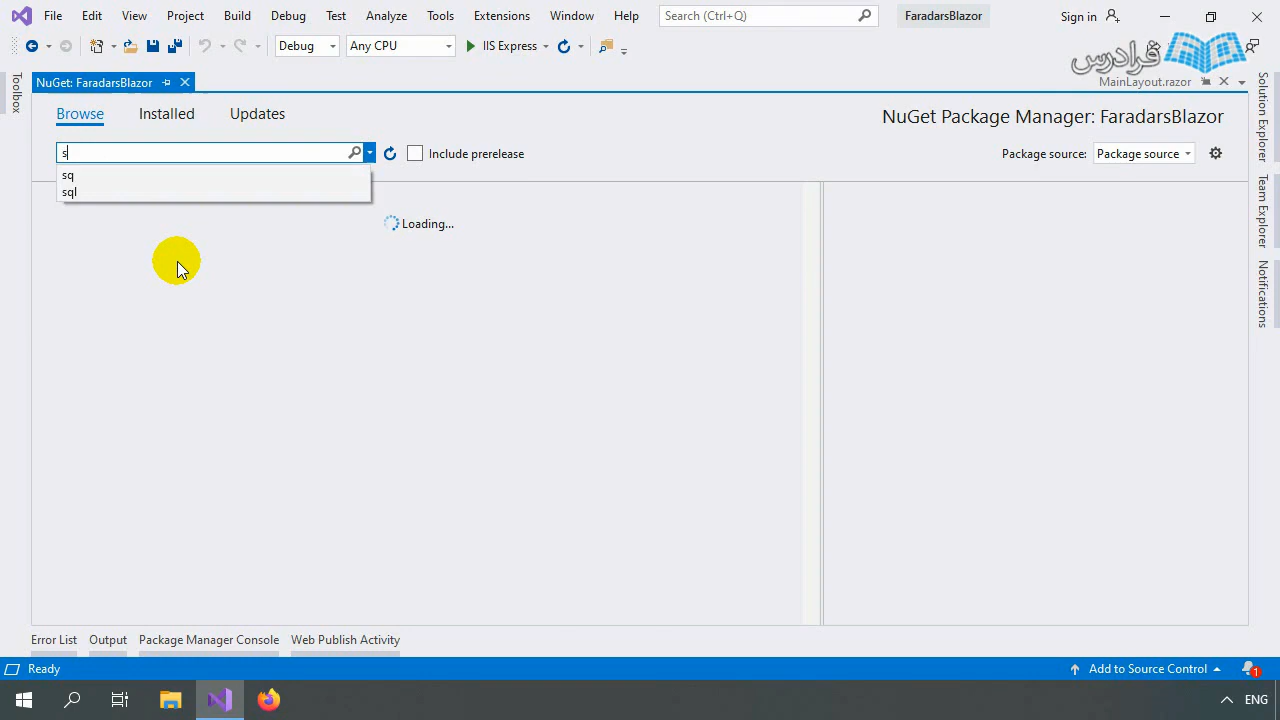 File Edit View Project Build Debug Test Analyze Tools Extensions Window Help Search (Ctrl+Q) FaradarsBlazor Sign in
Debug Any CPU IIS Express
فرادرس
NuGet: FaradarsBlazor
MainLayout.razor
Toolbox
Solution Explorer
Team Explorer
Notifications
Browse Installed Updates
NuGet Package Manager: FaradarsBlazor
s
Include prerelease
Package source: Package source
sq
sql
Loading...
Error List Output Package Manager Console Web Publish Activity
Ready
Add to Source Control
1
ENG